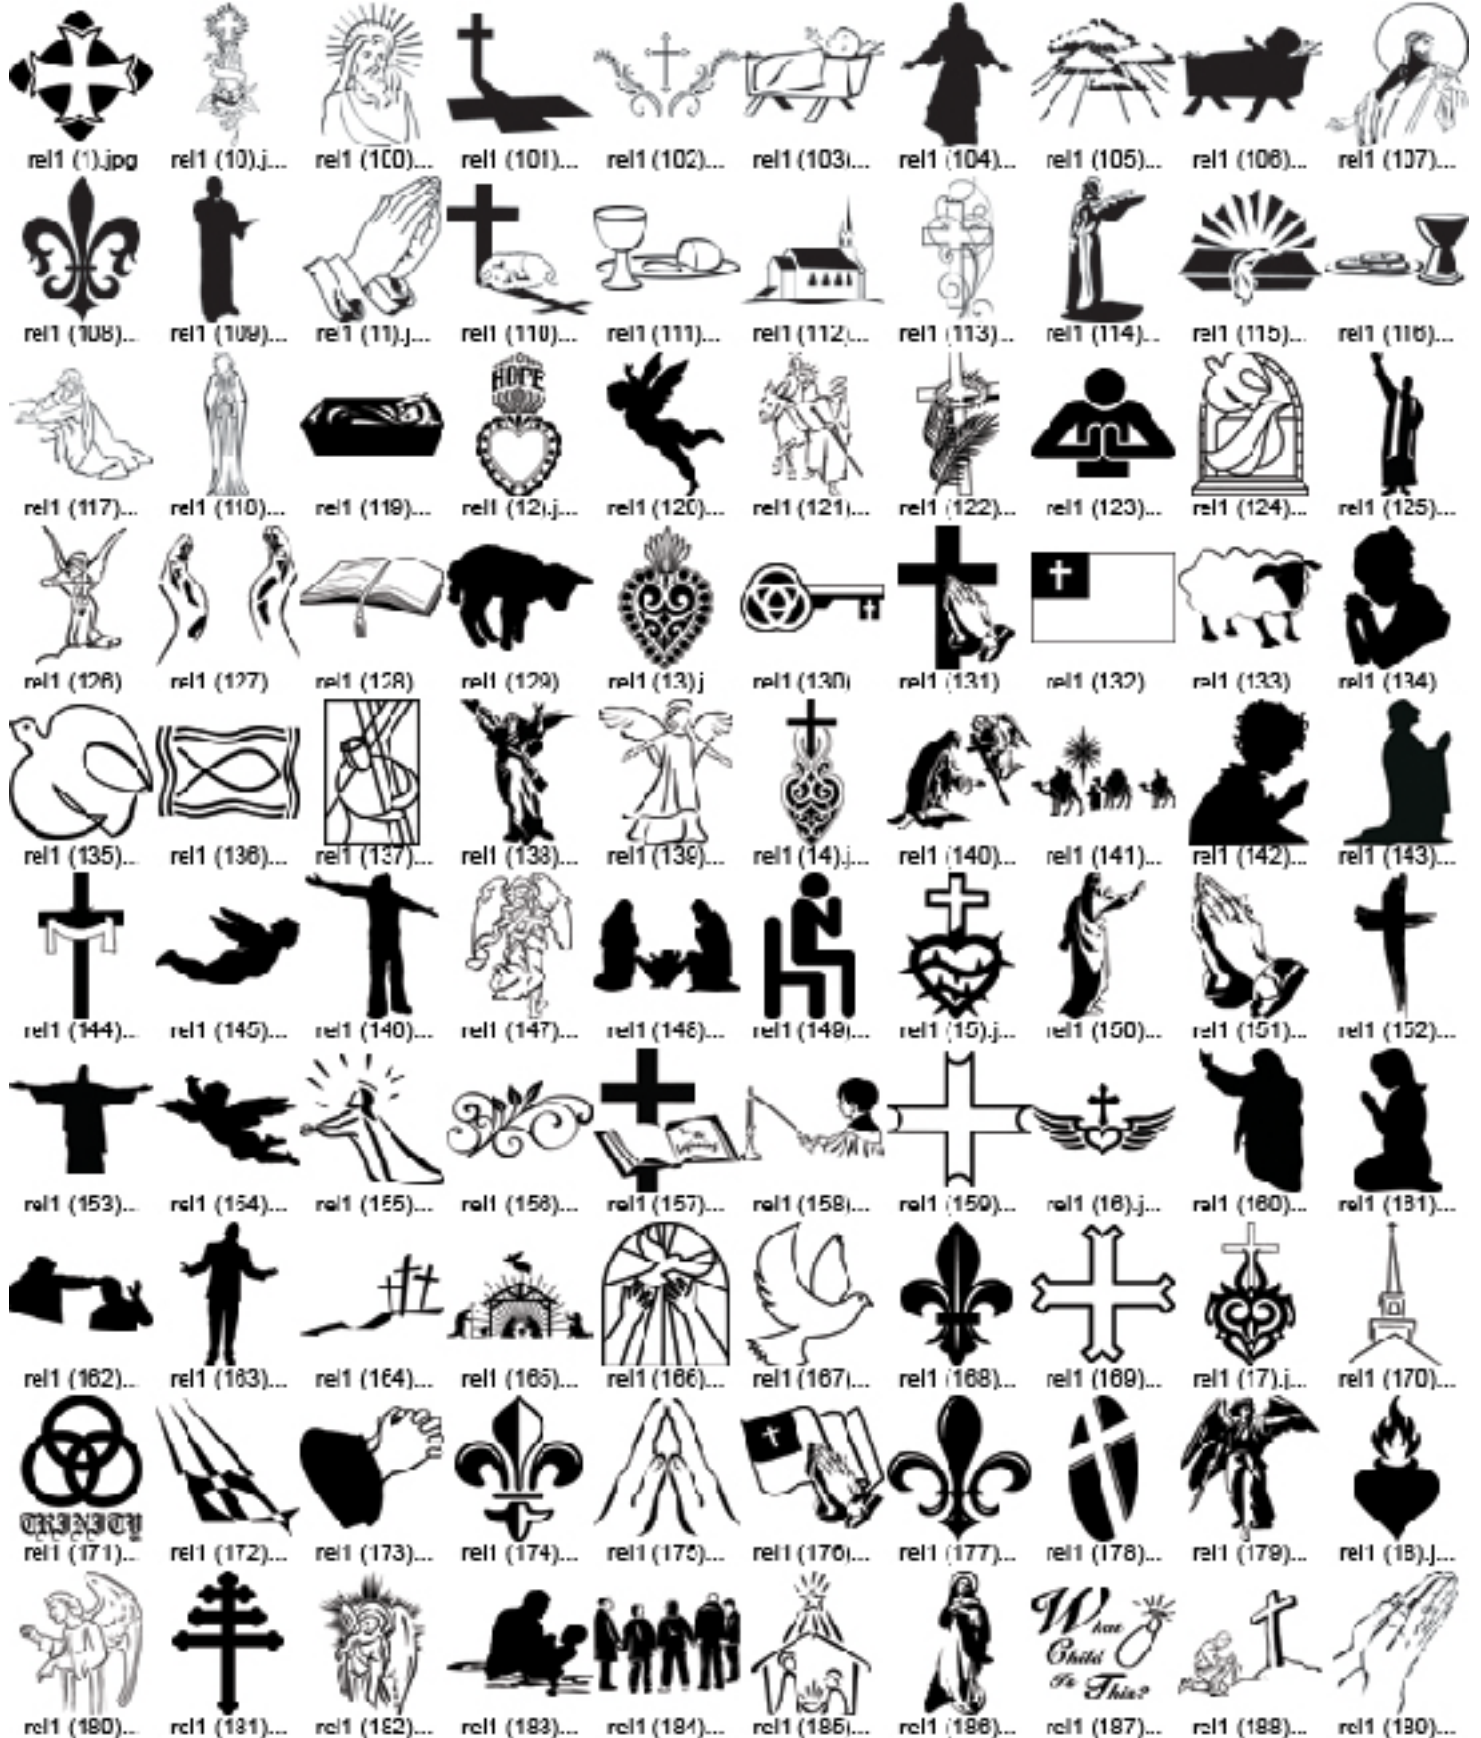 rel1 (1).jpg
rel1 (10).j...
rel1 (100)...
rel1 (101)...
rel1 (102)...
rel1 (103)...
rel1 (104)...
rel1 (105)...
rel1 (106)...
rel1 (107)...
rel1 (108)...
rel1 (109)...
rel1 (11).j...
rel1 (110)...
rel1 (111)...
rel1 (112)...
rel1 (113)...
rel1 (114)...
rel1 (115)...
rel1 (116)...
HOPE
rel1 (117)...
rel1 (118)...
rel1 (119)...
rel1 (12).j...
rel1 (120)...
rel1 (121)...
rel1 (122)...
rel1 (123)...
rel1 (124)...
rel1 (125)...
rel1 (126)
rel1 (127)
rel1 (128)
rel1 (129)
rel1 (13).j
rel1 (130)
rel1 (131)
rel1 (132)
rel1 (133)
rel1 (134)
rel1 (135)...
rel1 (136)...
rel1 (137)...
rel1 (138)...
rel1 (139)...
rel1 (14).j...
rel1 (140)...
rel1 (141)...
rel1 (142)...
rel1 (143)...
rel1 (144)...
rel1 (145)...
rel1 (146)...
rel1 (147)...
rel1 (148)...
rel1 (149)...
rel1 (15).j...
rel1 (150)...
rel1 (151)...
rel1 (152)...
rel1 (153)...
rel1 (154)...
rel1 (155)...
rel1 (156)...
rel1 (157)...
rel1 (158)...
rel1 (159)...
rel1 (16).j...
rel1 (160)...
rel1 (161)...
rel1 (162)...
rel1 (163)...
rel1 (164)...
rel1 (165)...
rel1 (166)...
rel1 (167)...
rel1 (168)...
rel1 (169)...
rel1 (17).j...
rel1 (170)...
TRINITY
rel1 (171)...
rel1 (172)...
rel1 (173)...
rel1 (174)...
rel1 (175)...
rel1 (176)...
rel1 (177)...
rel1 (178)...
rel1 (179)...
rel1 (18).j...
What
Child
Is
This?
rel1 (180)...
rel1 (181)...
rel1 (182)...
rel1 (183)...
rel1 (184)...
rel1 (185)...
rel1 (186)...
rel1 (187)...
rel1 (188)...